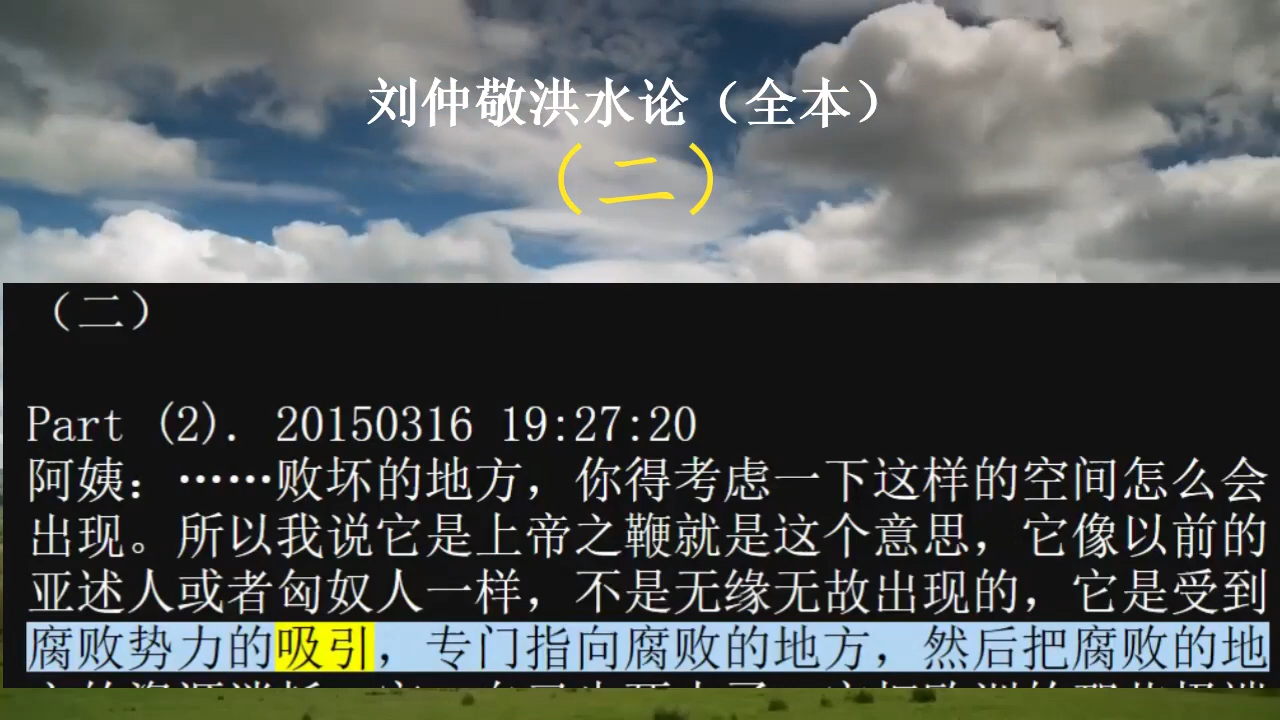 刘仲敬洪水论（全本）
（二）
（二）
Part (2). 20150316 19:27:20
阿姨：……败坏的地方，你得考虑一下这样的空间怎么会
出现。所以我说它是上帝之鞭就是这个意思，它像以前的
亚述人或者匈奴人一样，不是无缘无故出现的，它是受到
腐败势力的吸引，专门指向腐败的地方，然后把腐败的地